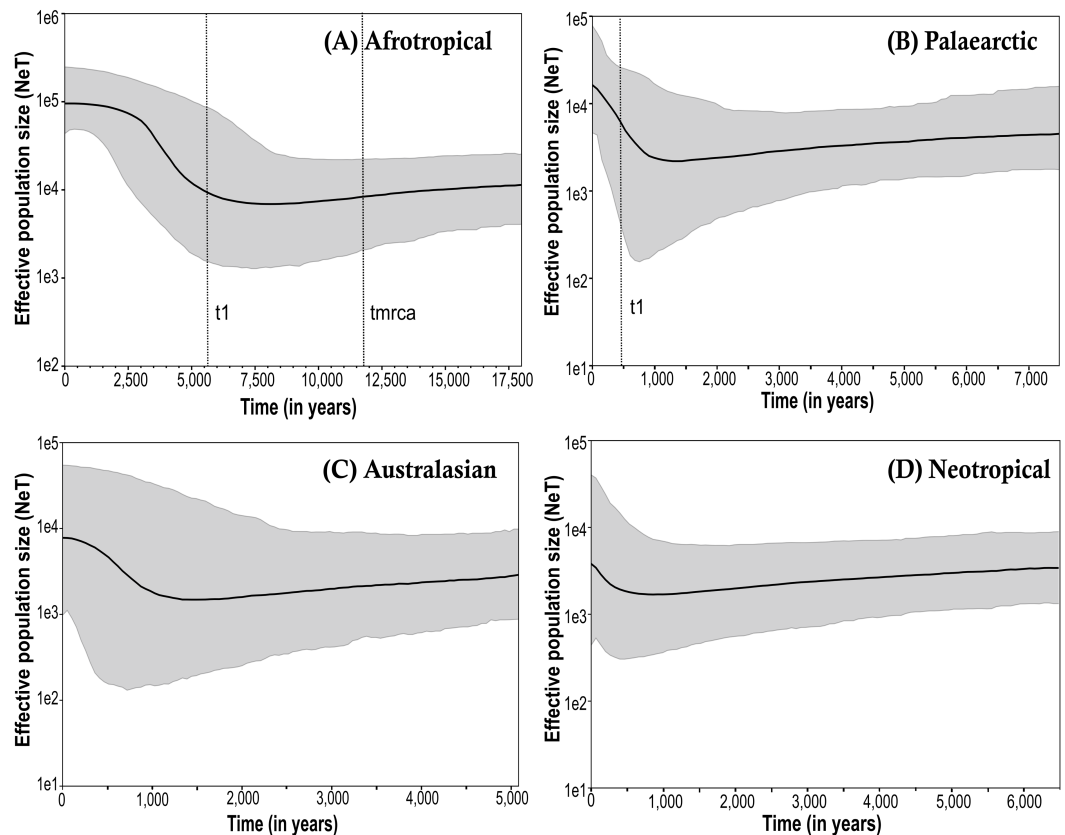 (A) Afrotropical
Effective population size (NeT)
1e6
1e5
1e4
1e3
1e2
t1
tmrca
0 2,500 5,000 7,500 10,000 12,500 15,000 17,500
Time (in years)
(B) Palaearctic
Effective population size (NeT)
1e5
1e4
1e3
1e2
1e1
t1
0 1,000 2,000 3,000 4,000 5,000 6,000 7,000
Time (in years)
(C) Australasian
Effective population size (NeT)
1e5
1e4
1e3
1e2
1e1
0 1,000 2,000 3,000 4,000 5,000
Time (in years)
(D) Neotropical
Effective population size (NeT)
1e5
1e4
1e3
1e2
1e1
0 1,000 2,000 3,000 4,000 5,000 6,000
Time (in years)